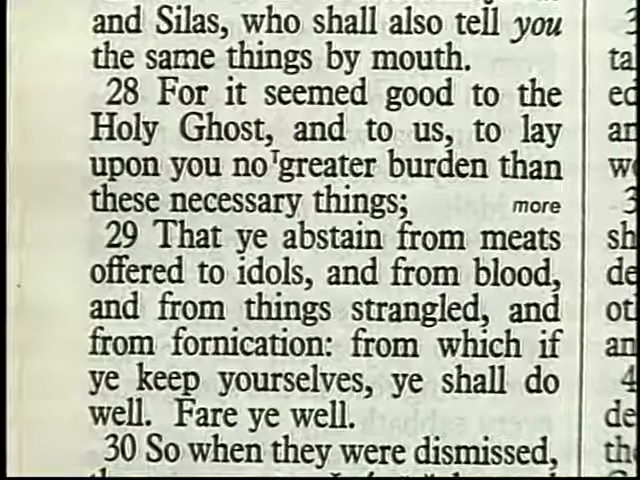 and Silas, who shall also tell you
the same things by mouth.
28 For it seemed good to the
Holy Ghost, and to us, to lay
upon you no ᵀgreater burden than
these necessary things; more
29 That ye abstain from meats
offered to idols, and from blood,
and from things strangled, and
from fornication: from which if
ye keep yourselves, ye shall do
well. Fare ye well.
30 So when they were dismissed,